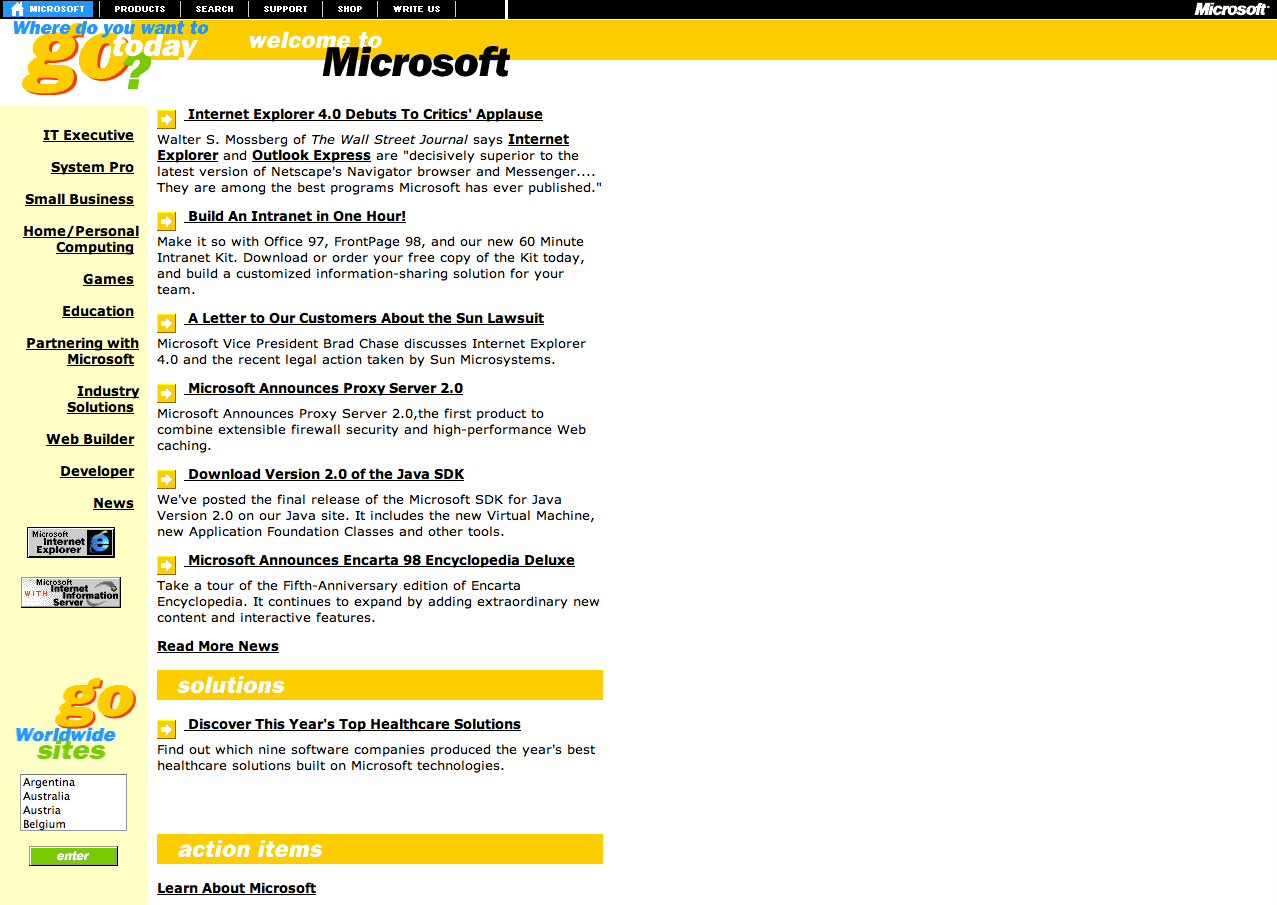 MICROSOFT PRODUCTS SEARCH SUPPORT SHOP WRITE US Microsoft
Where do you want to
go today?
welcome to
Microsoft
IT Executive
System Pro
Small Business
Home/Personal
Computing
Games
Education
Partnering with
Microsoft
Industry
Solutions
Web Builder
Developer
News
Microsoft
Internet
Explorer
Microsoft
WITH Internet
Information
Server
go
Worldwide
sites
Argentina
Australia
Austria
Belgium
enter
Internet Explorer 4.0 Debuts To Critics' Applause
Walter S. Mossberg of The Wall Street Journal says Internet
Explorer and Outlook Express are "decisively superior to the
latest version of Netscape's Navigator browser and Messenger....
They are among the best programs Microsoft has ever published."
Build An Intranet in One Hour!
Make it so with Office 97, FrontPage 98, and our new 60 Minute
Intranet Kit. Download or order your free copy of the Kit today,
and build a customized information-sharing solution for your
team.
A Letter to Our Customers About the Sun Lawsuit
Microsoft Vice President Brad Chase discusses Internet Explorer
4.0 and the recent legal action taken by Sun Microsystems.
Microsoft Announces Proxy Server 2.0
Microsoft Announces Proxy Server 2.0,the first product to
combine extensible firewall security and high-performance Web
caching.
Download Version 2.0 of the Java SDK
We've posted the final release of the Microsoft SDK for Java
Version 2.0 on our Java site. It includes the new Virtual Machine,
new Application Foundation Classes and other tools.
Microsoft Announces Encarta 98 Encyclopedia Deluxe
Take a tour of the Fifth-Anniversary edition of Encarta
Encyclopedia. It continues to expand by adding extraordinary new
content and interactive features.
Read More News
solutions
Discover This Year's Top Healthcare Solutions
Find out which nine software companies produced the year's best
healthcare solutions built on Microsoft technologies.
action items
Learn About Microsoft